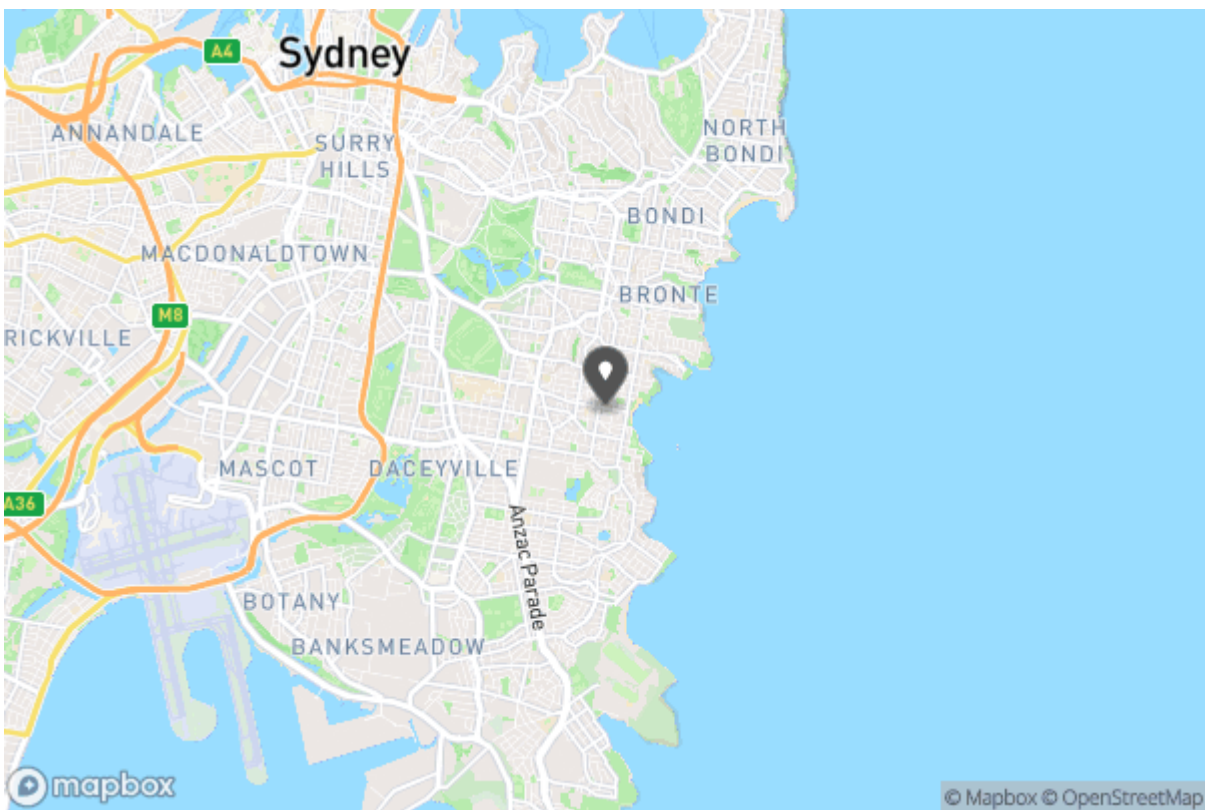 A4
Sydney
ANNANDALE
SURRY
HILLS
NORTH
BONDI
BONDI
MACDONALDTOWN
BRONTE
M8
RICKVILLE
MASCOT
DACEYVILLE
A36
Anzac Parade
BOTANY
BANKSMEADOW
mapbox
© Mapbox © OpenStreetMap